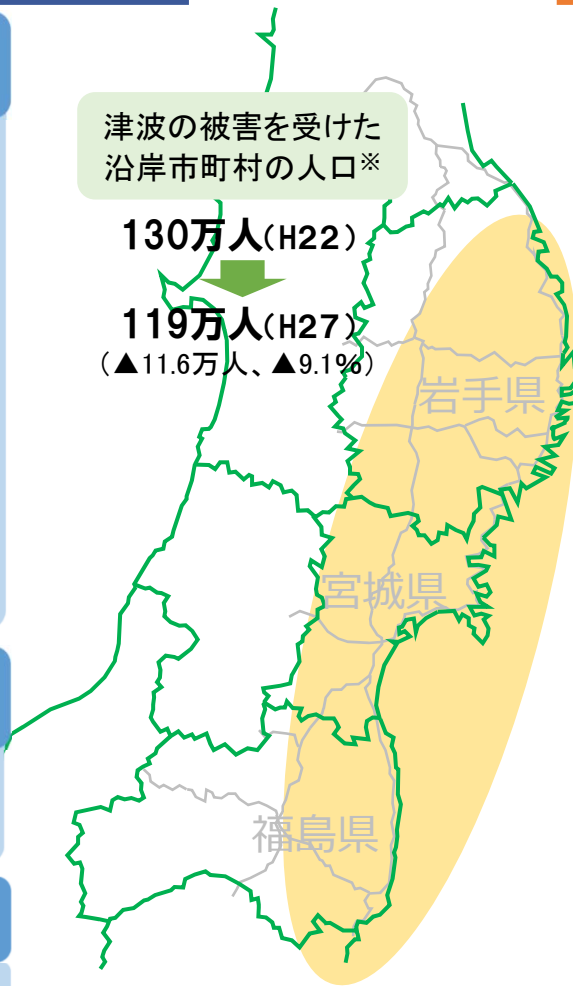 津波の被害を受けた
沿岸市町村の人口※
130万人(H22)
119万人(H27)
(▲11.6万人、▲9.1%)
岩手県
宮城県
福島県